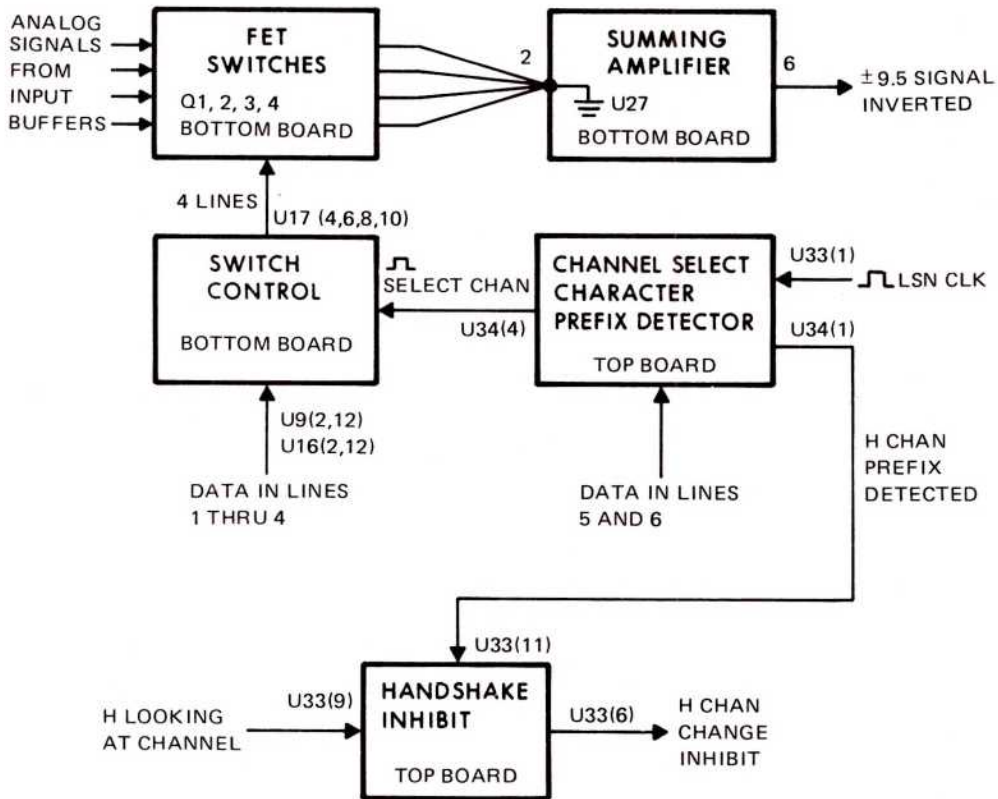 ANALOG
SIGNALS
FROM
INPUT
BUFFERS
FET
SWITCHES
Q1, 2, 3, 4
BOTTOM BOARD
2
SUMMING
AMPLIFIER
U27
BOTTOM BOARD
6
±9.5 SIGNAL
INVERTED
4 LINES
U17 (4,6,8,10)
SWITCH
CONTROL
BOTTOM BOARD
SELECT CHAN
U34(4)
CHANNEL SELECT
CHARACTER
PREFIX DETECTOR
TOP BOARD
U33(1)
LSN CLK
U34(1)
U9(2,12)
U16(2,12)
DATA IN LINES
1 THRU 4
DATA IN LINES
5 AND 6
H CHAN
PREFIX
DETECTED
U33(11)
H LOOKING
AT CHANNEL
U33(9)
HANDSHAKE
INHIBIT
TOP BOARD
U33(6)
H CHAN
CHANGE
INHIBIT